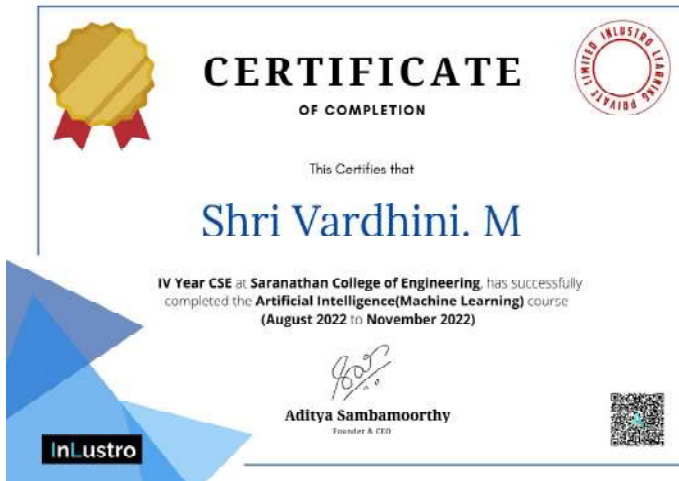 CERTIFICATE
INLUSTRO LEARNING PRIVATE LIMITED
OF COMPLETION
This Certifies that
Shri Vardhini. M
IV Year CSE at Saranathan College of Engineering, has successfully
completed the Artificial Intelligence(Machine Learning) course
(August 2022 to November 2022)
Aditya Sambamoorthy
Founder & CEO
InLustro